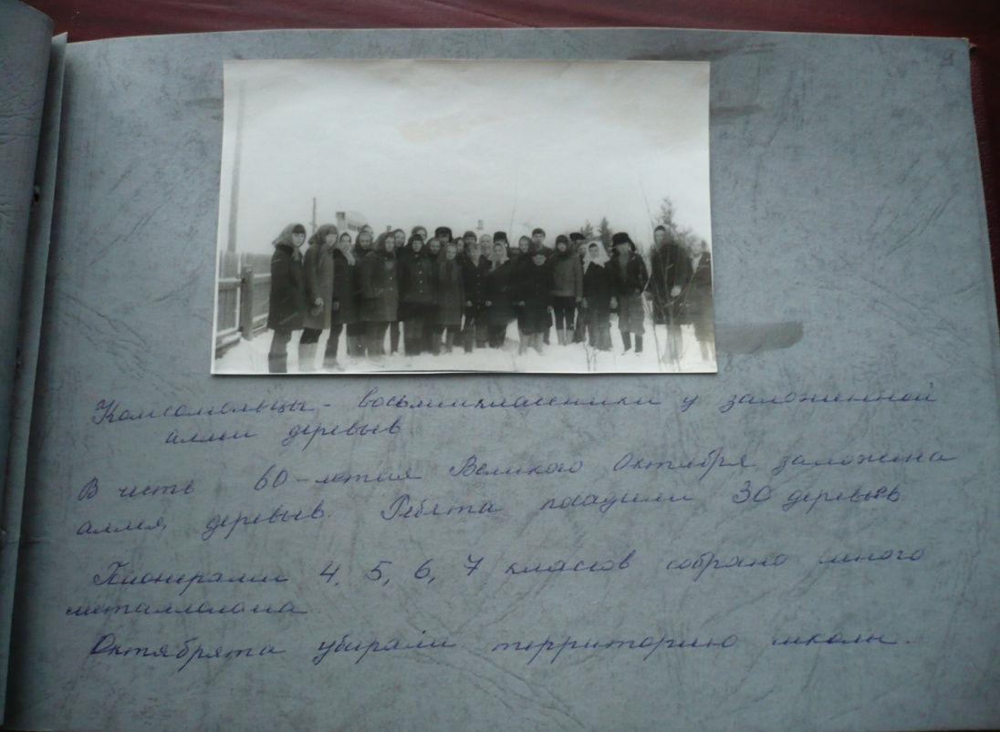 9
Комсомольцы - восьмиклассники у заложенной
аллеи деревьев
В честь 60-летия Великого Октября заложена
аллея деревьев. Ребята посадили 30 деревьев
Пионерами 4, 5, 6, 7 классов собрано много
металлолома
Октябрята убирали территорию школы.